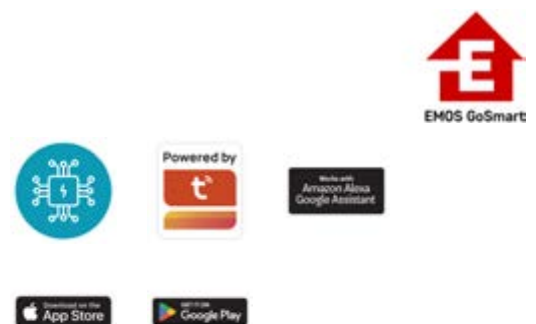 E
EMOS GoSmart
Powered by
t
Works with
Amazon Alexa
Google Assistant
Download on the
App Store
GET IT ON
Google Play